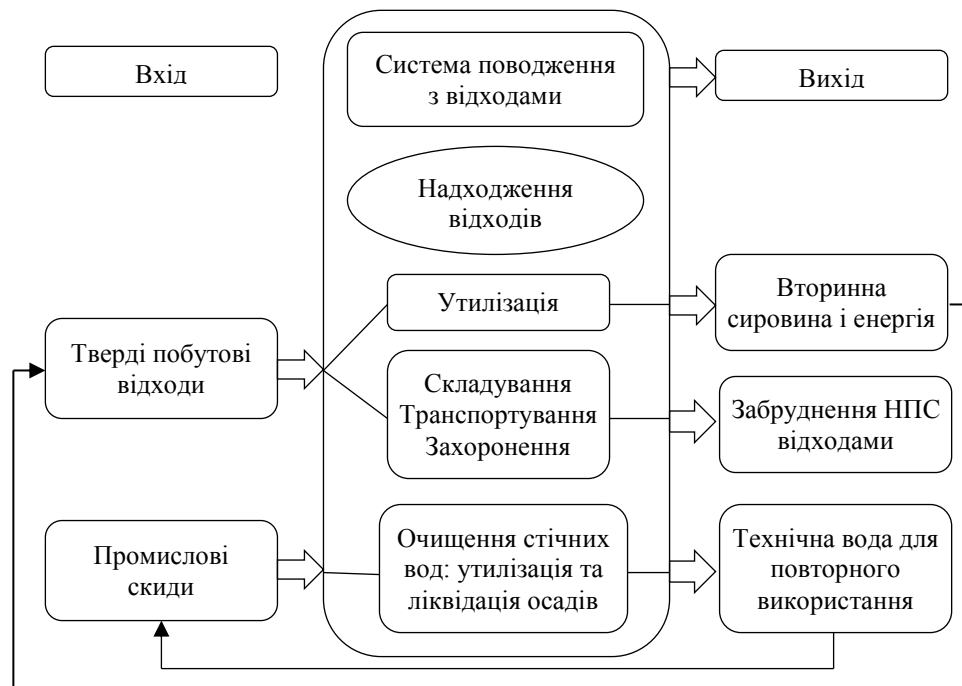 Вхід
Система поводження
з відходами
Вихід
Надходження
відходів
Утилізація
Вторинна
сировина і енергія
Тверді побутові
відходи
Складування
Транспортування
Захоронення
Забруднення НПС
відходами
Промислові
скиди
Очищення стічних
вод: утилізація та
ліквідація осадів
Технічна вода для
повторного
використання